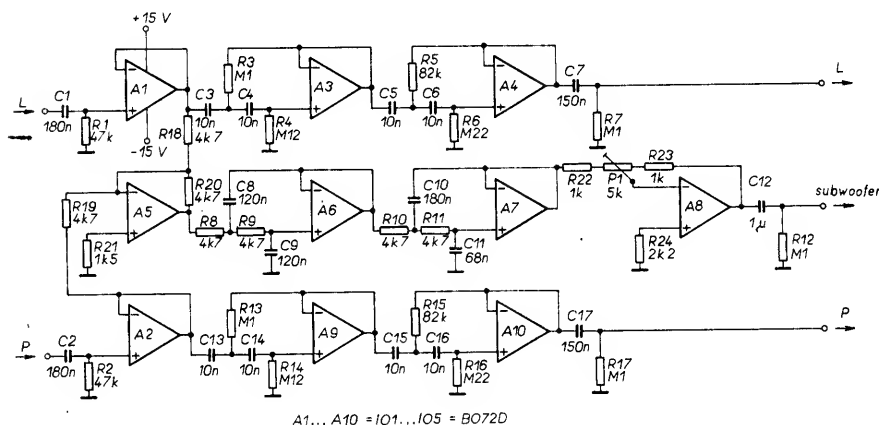 +15 V
L
C1
180n
R1
47k
A1
-15 V
R18
4k7
C3
10n
R3
M1
C4
10n
R4
M12
A3
C5
10n
R5
82k
C6
10n
R6
M22
A4
C7
150n
R7
M1
L
R19
4k7
R21
1k5
A5
R20
4k7
R8
4k7
C8
120n
R9
4k7
C9
120n
A6
R10
4k7
C10
180n
R11
4k7
C11
68n
A7
R22
1k
P1
5k
R23
1k
R24
2k2
A8
C12
1µ
R12
M1
subwoofer
P
C2
180n
R2
47k
A2
C13
10n
R13
M1
C14
10n
R14
M12
A9
C15
10n
R15
82k
C16
10n
R16
M22
A10
C17
150n
R17
M1
P
A1... A10 = IO1... IO5 = B072D